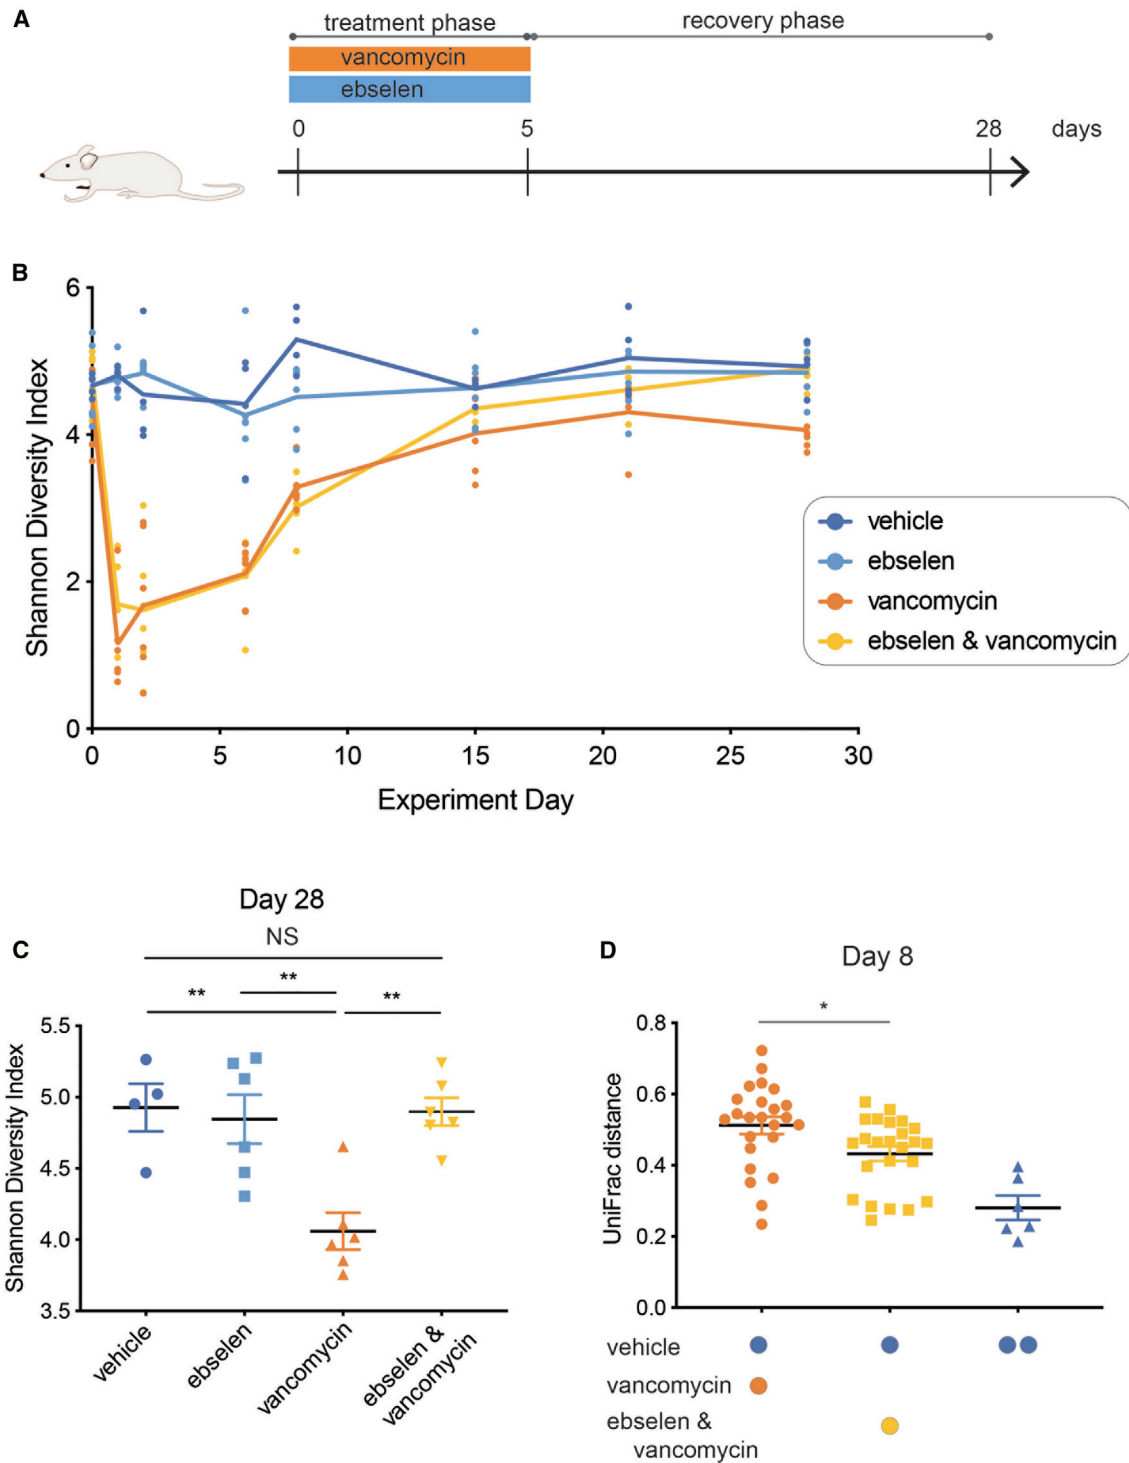 A
treatment phase
recovery phase
vancomycin
ebselen
0
5
28
days
B
6
4
2
0
Shannon Diversity Index
0
5
10
15
20
25
30
Experiment Day
vehicle
ebselen
vancomycin
ebselen & vancomycin
C
Day 28
NS
**
**
**
5.5
5.0
4.5
4.0
3.5
Shannon Diversity Index
vehicle
ebselen
vancomycin
ebselen &
vancomycin
D
Day 8
*
0.8
0.6
0.4
0.2
0.0
UniFrac distance
vehicle
vancomycin
ebselen &
vancomycin